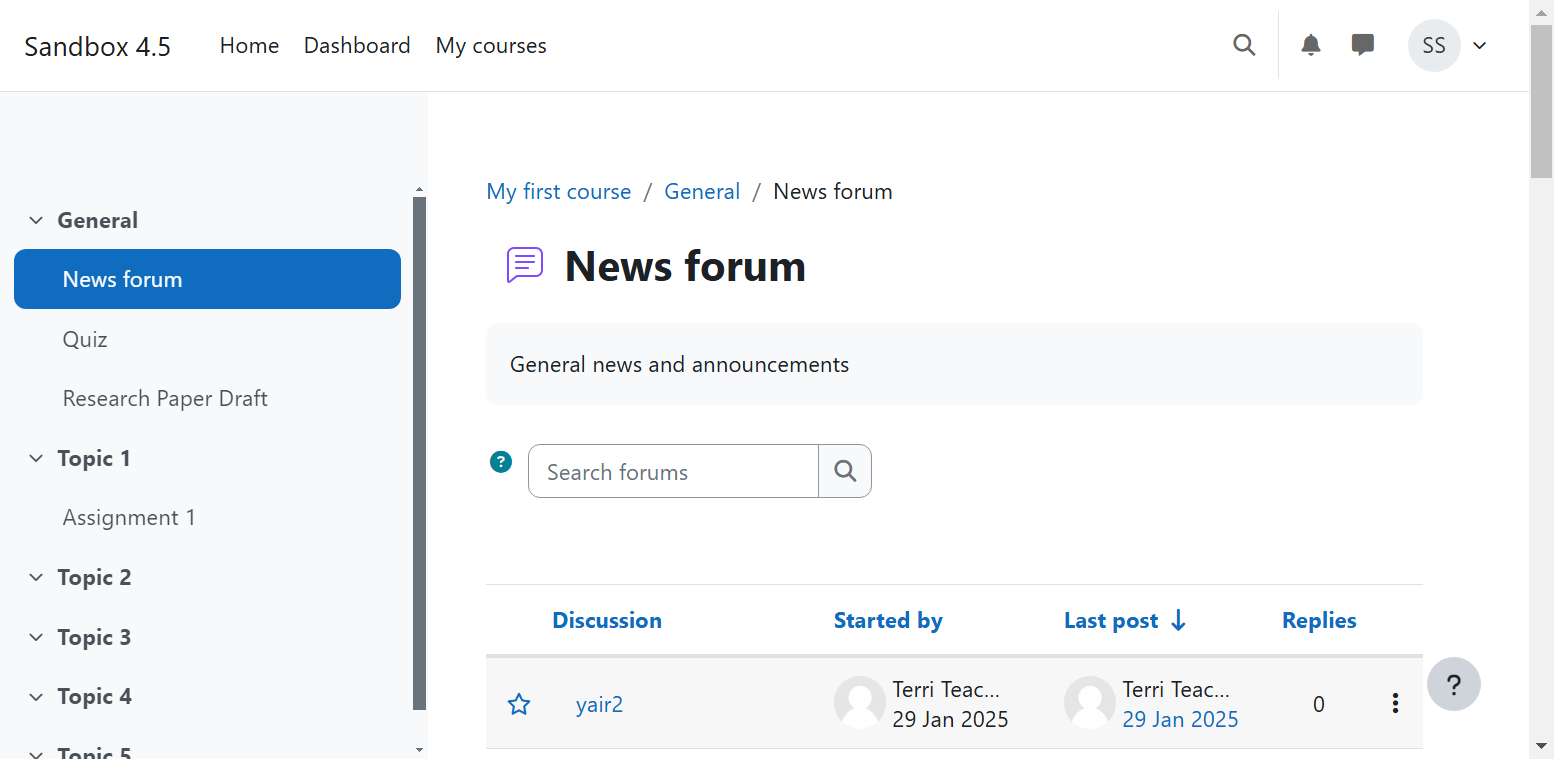 Sandbox 4.5 Home Dashboard My courses SS
General
News forum
Quiz
Research Paper Draft
Topic 1
Assignment 1
Topic 2
Topic 3
Topic 4
Topic 5
My first course / General / News forum
News forum
General news and announcements
? Search forums
Discussion Started by Last post Replies
yair2 Terri Teac... Terri Teac... 0
29 Jan 2025 29 Jan 2025
?